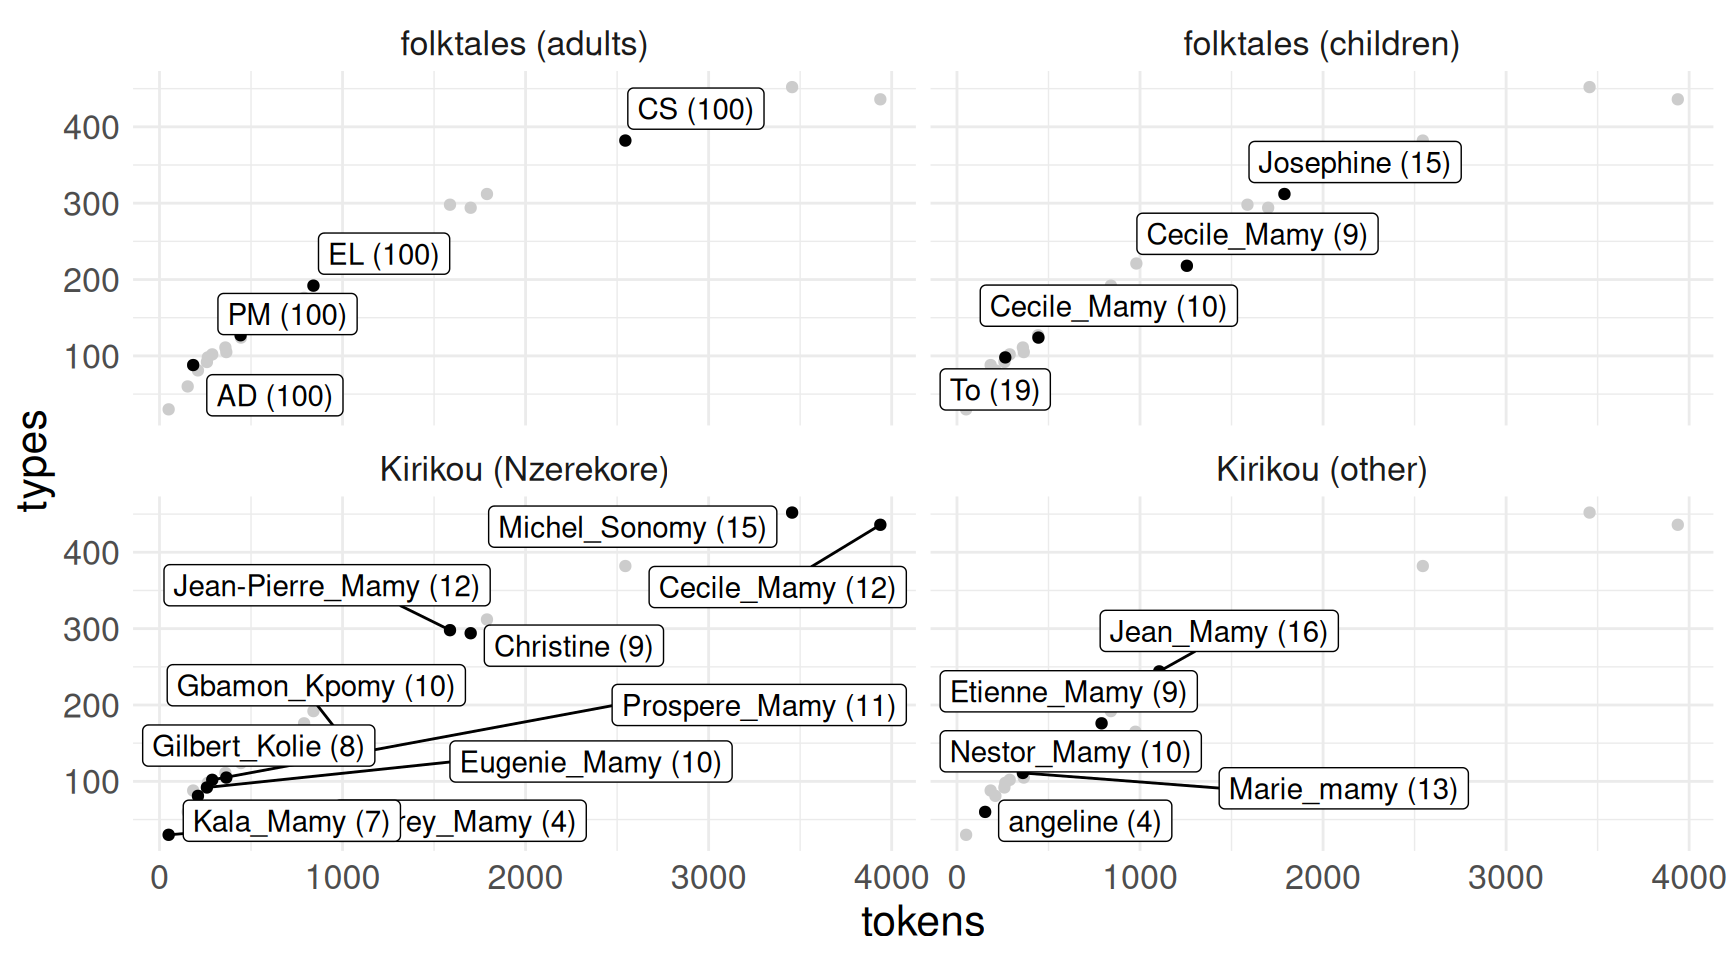 folktales (adults)
folktales (children)
CS (100)
EL (100)
PM (100)
AD (100)
Josephine (15)
Cecile_Mamy (9)
Cecile_Mamy (10)
To (19)
400
300
200
100
types
Kirikou (Nzerekore)
Kirikou (other)
Michel_Sonomy (15)
Cecile_Mamy (12)
Jean-Pierre_Mamy (12)
Christine (9)
Gbamon_Kpomy (10)
Prospere_Mamy (11)
Gilbert_Kolie (8)
Eugenie_Mamy (10)
Kala_Mamy (7)
rey_Mamy (4)
Jean_Mamy (16)
Etienne_Mamy (9)
Nestor_Mamy (10)
Marie_mamy (13)
angeline (4)
400
300
200
100
0 1000 2000 3000 4000
0 1000 2000 3000 4000
tokens